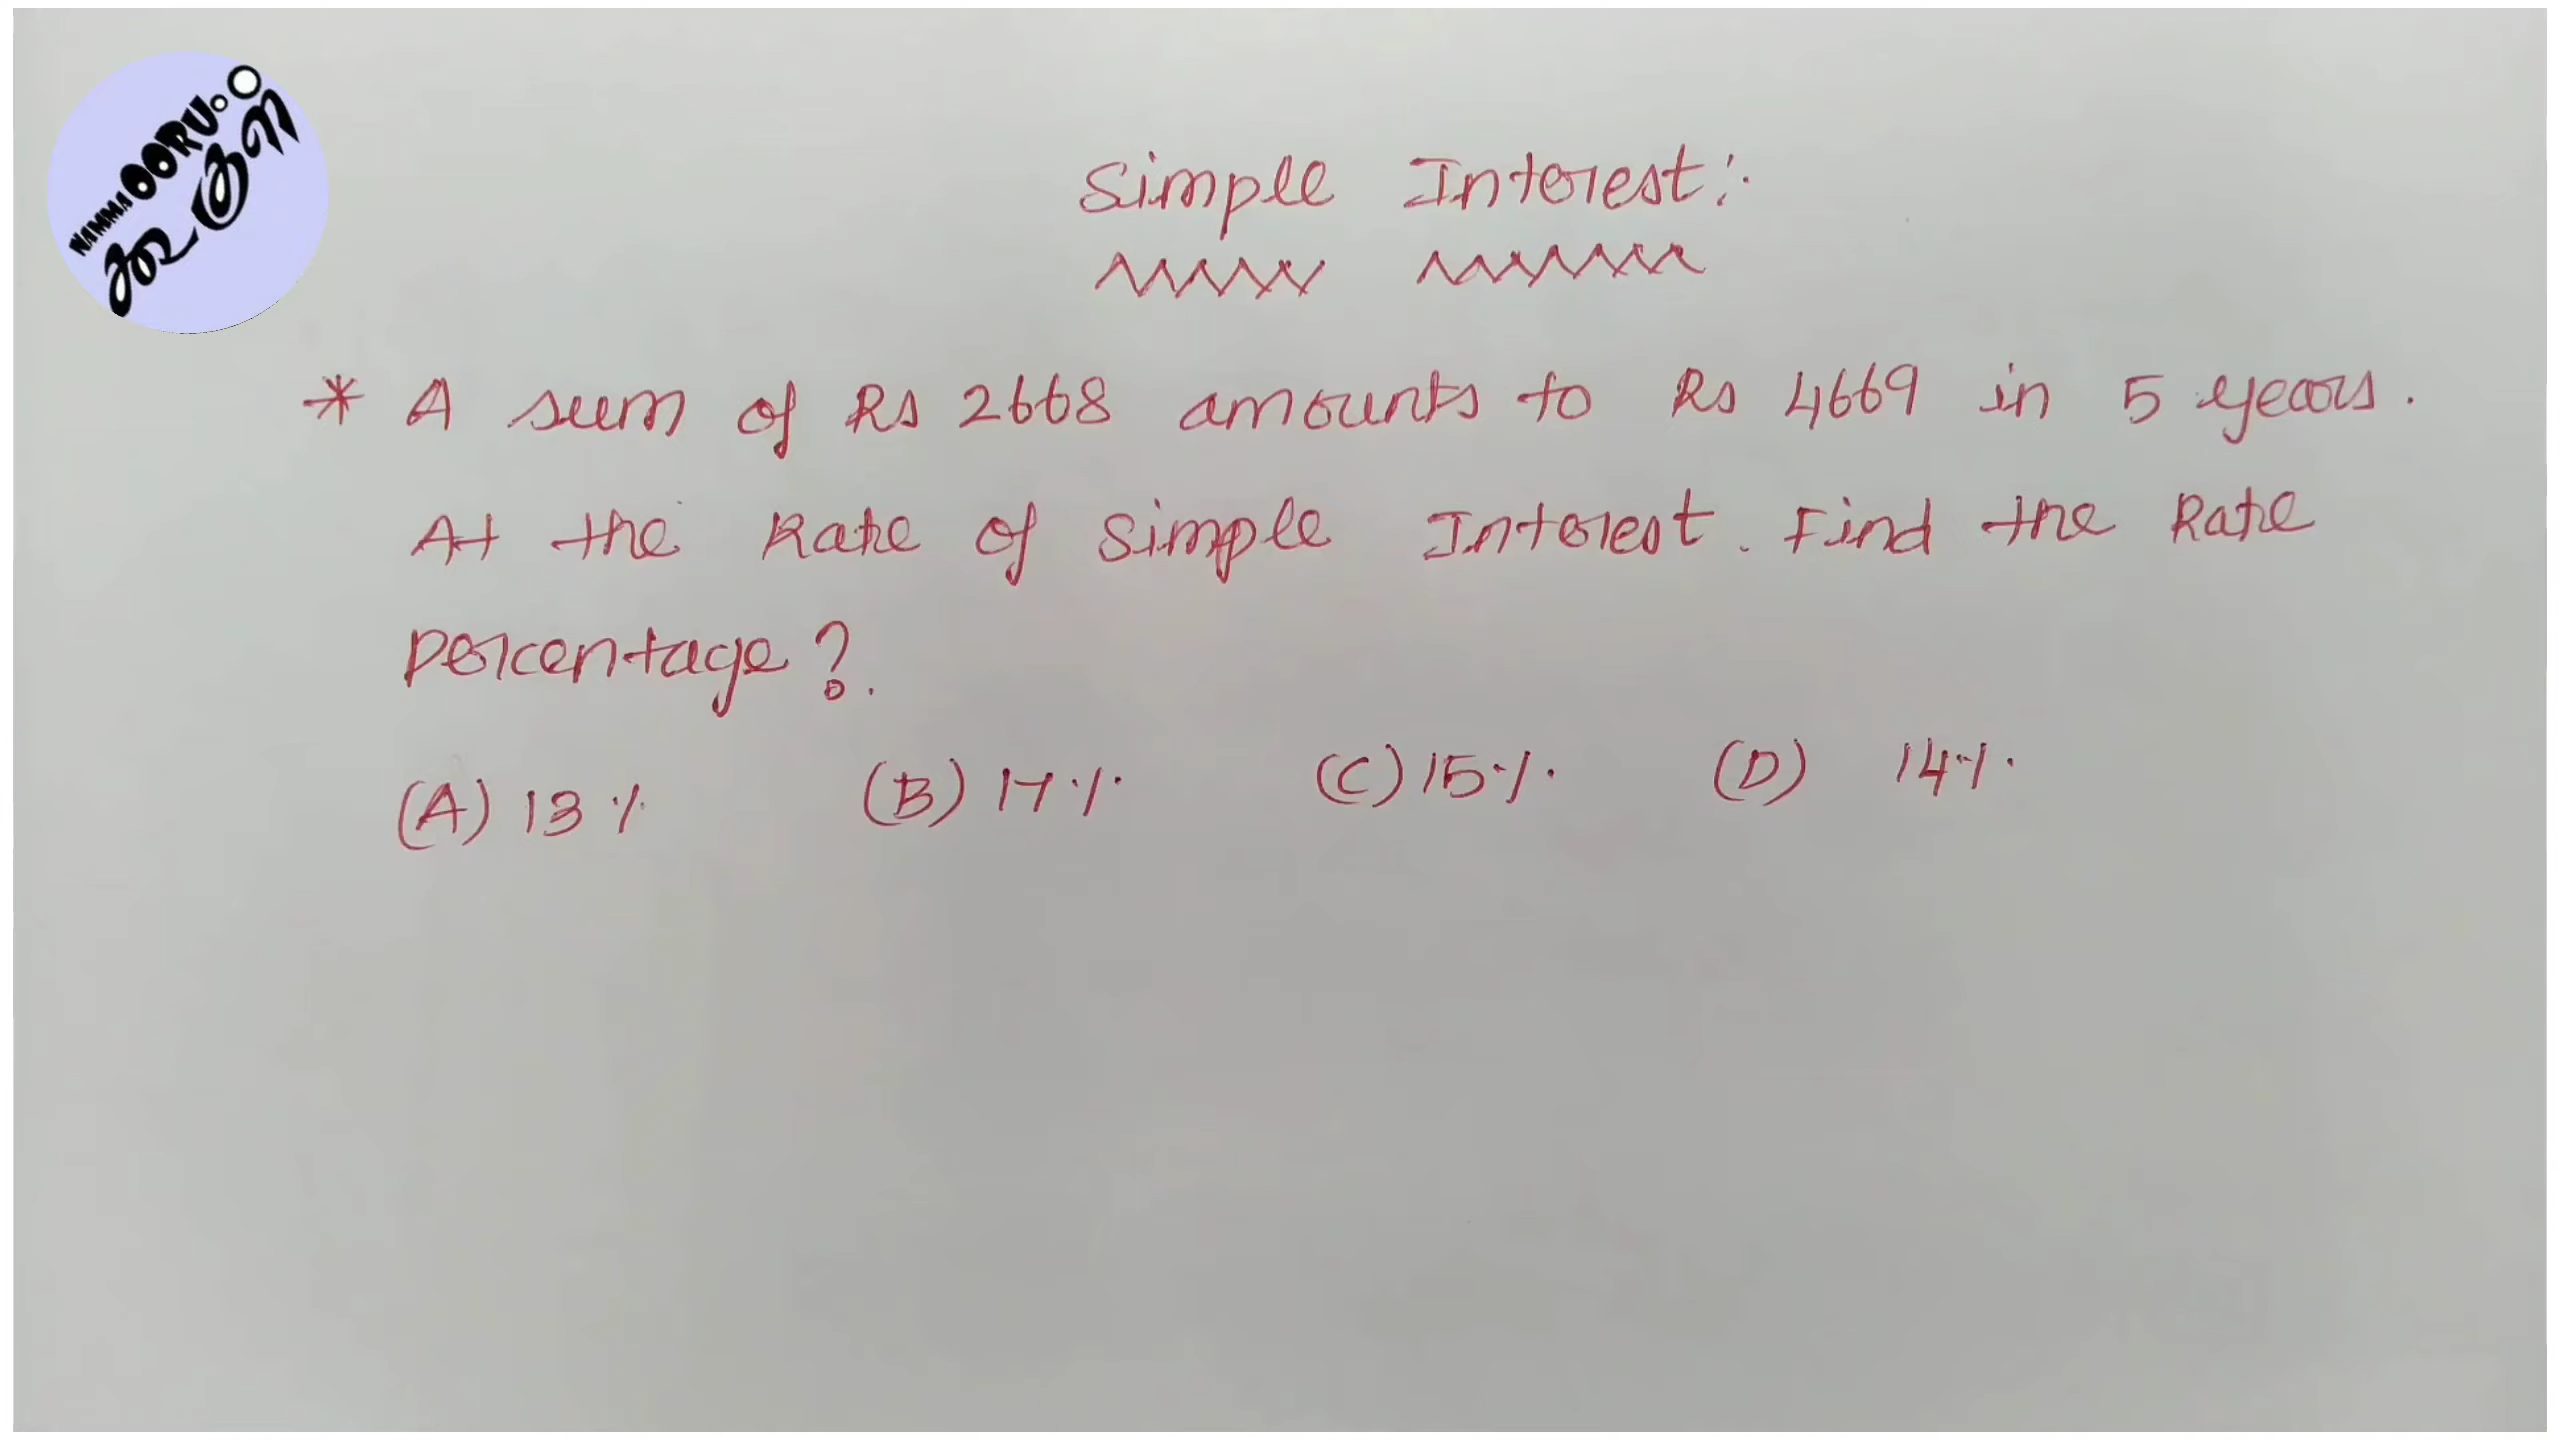 NAMMA OORU
Simple Interest:-
* A sum of Rs 2668 amounts to Rs 4669 in 5 years.
At the Rate of simple Interest. Find the Rate
Percentage?.
(A) 13 % (B) 17% (C) 15% (D) 14%